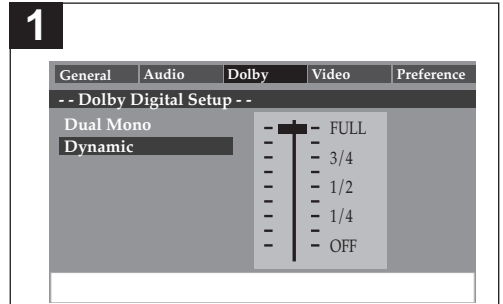 1
General Audio Dolby Video Preference
- - Dolby Digital Setup - -
Dual Mono
Dynamic
FULL
3/4
1/2
1/4
OFF